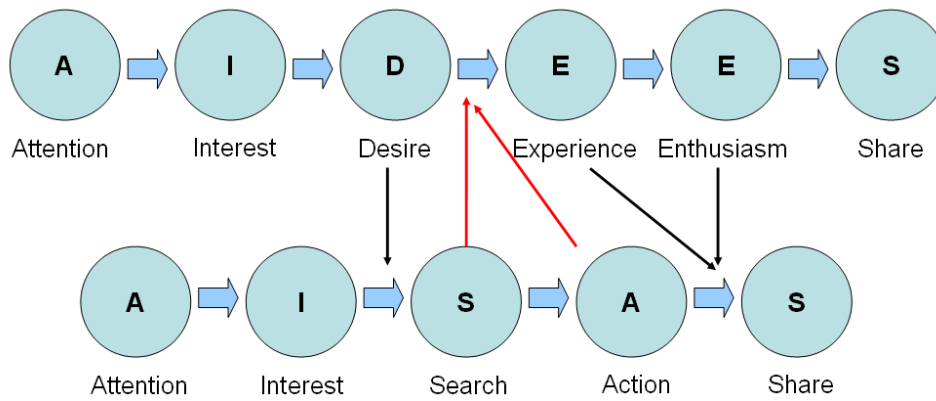 A I D E E S
Attention Interest Desire Experience Enthusiasm Share
A I S A S
Attention Interest Search Action Share